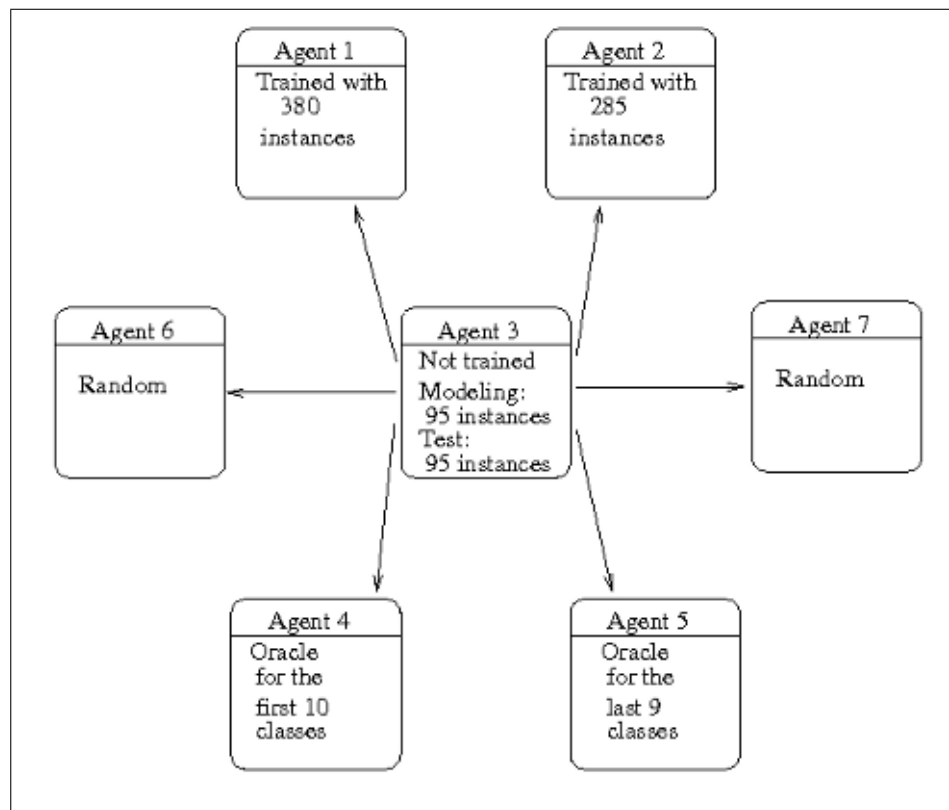 Agent 1
Trained with
380
instances
Agent 2
Trained with
285
instances
Agent 6
Random
Agent 3
Not trained
Modeling:
95 instances
Test:
95 instances
Agent 7
Random
Agent 4
Oracle
for the
first 10
classes
Agent 5
Oracle
for the
last 9
classes